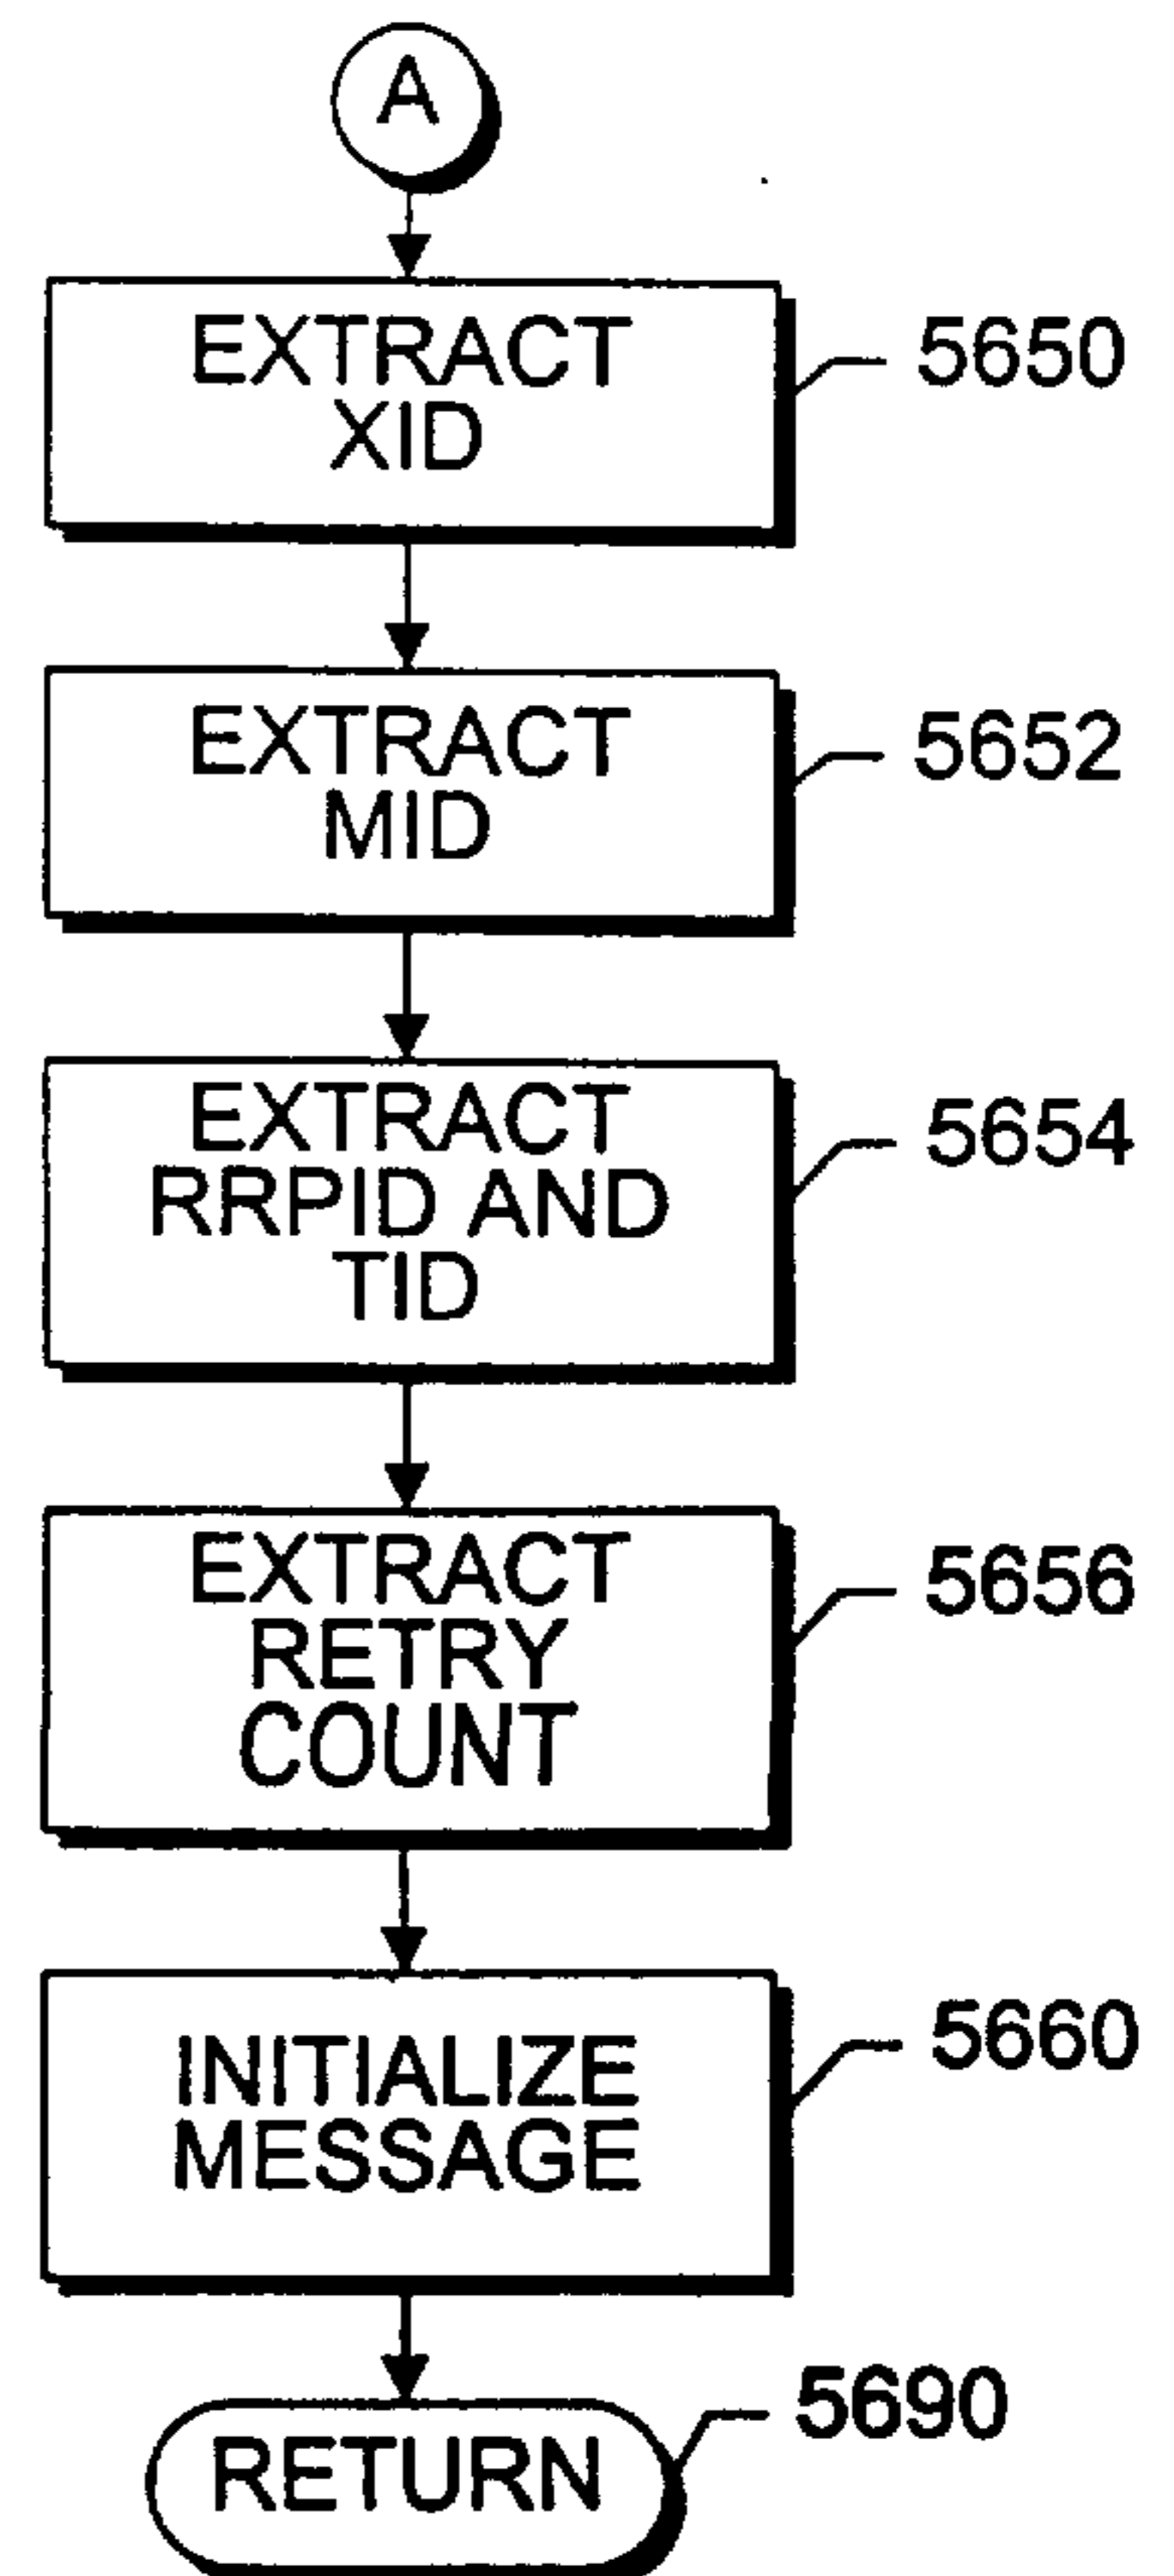 A
EXTRACT
XID
5650
EXTRACT
MID
5652
EXTRACT
RRPID AND
TID
5654
EXTRACT
RETRY
COUNT
5656
INITIALIZE
MESSAGE
5660
RETURN
5690